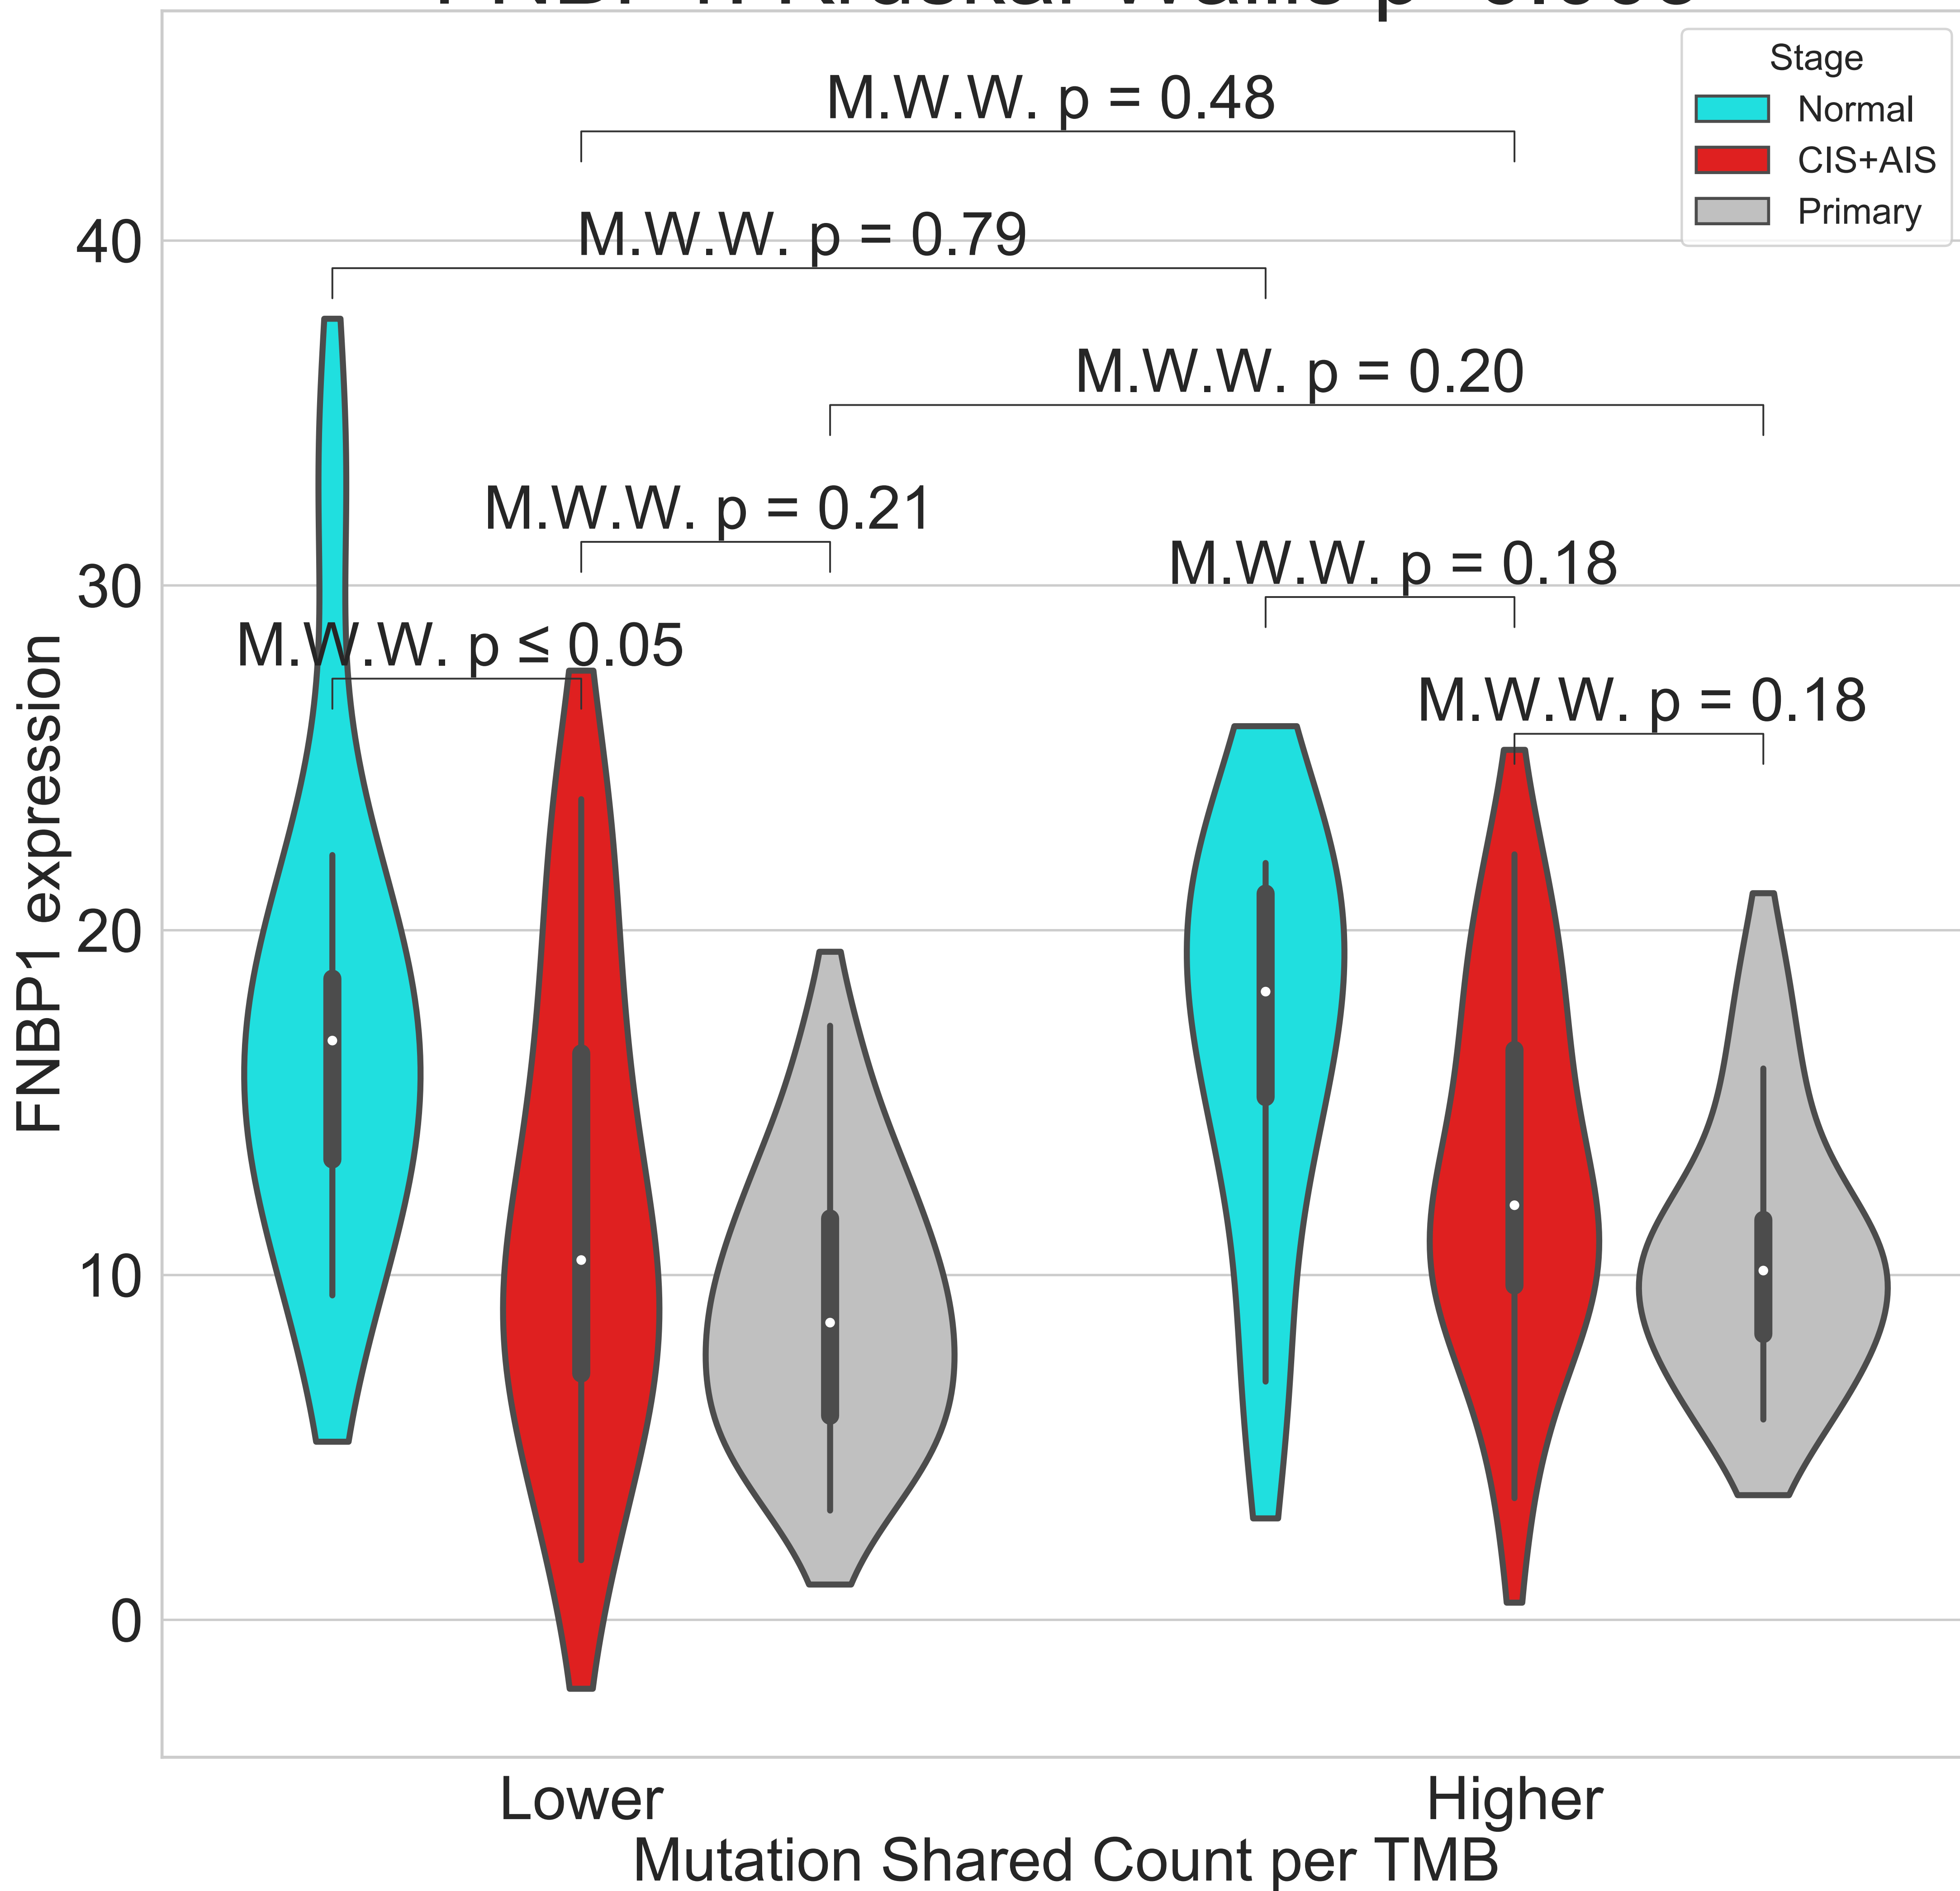 Stage
Normal
CIS+AIS
Primary
M.W.W. p = 0.48
M.W.W. p = 0.79
M.W.W. p = 0.20
M.W.W. p = 0.21
M.W.W. p = 0.18
M.W.W. p ≤ 0.05
M.W.W. p = 0.18
40
30
20
10
0
FNBP1 expression
Lower
Higher
Mutation Shared Count per TMB